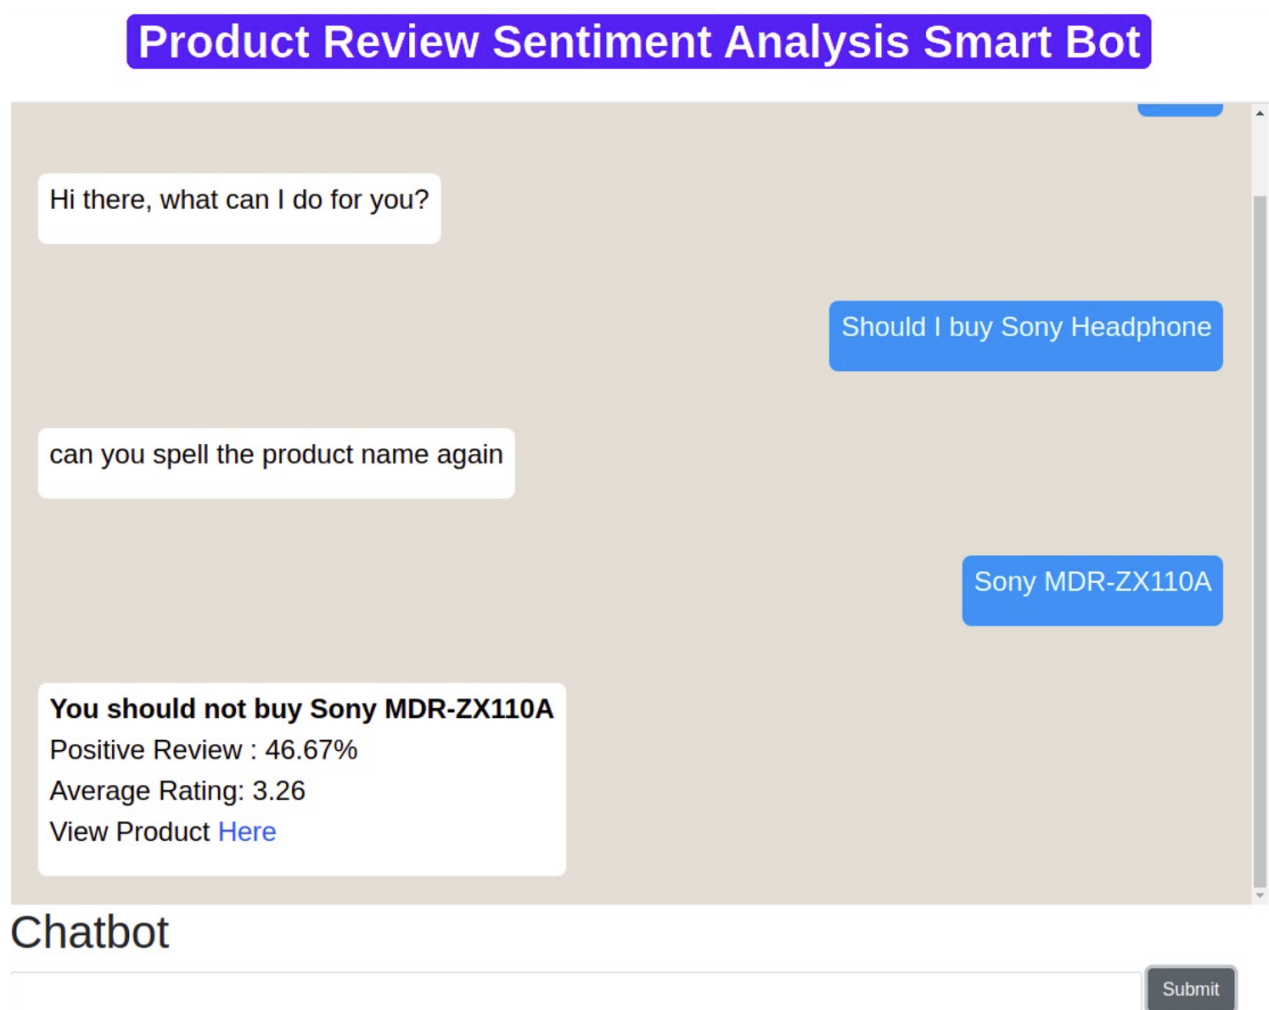 Product Review Sentiment Analysis Smart Bot
Hi there, what can I do for you?
Should I buy Sony Headphone
can you spell the product name again
Sony MDR-ZX110A
You should not buy Sony MDR-ZX110A
Positive Review : 46.67%
Average Rating: 3.26
View Product Here
Chatbot
Submit